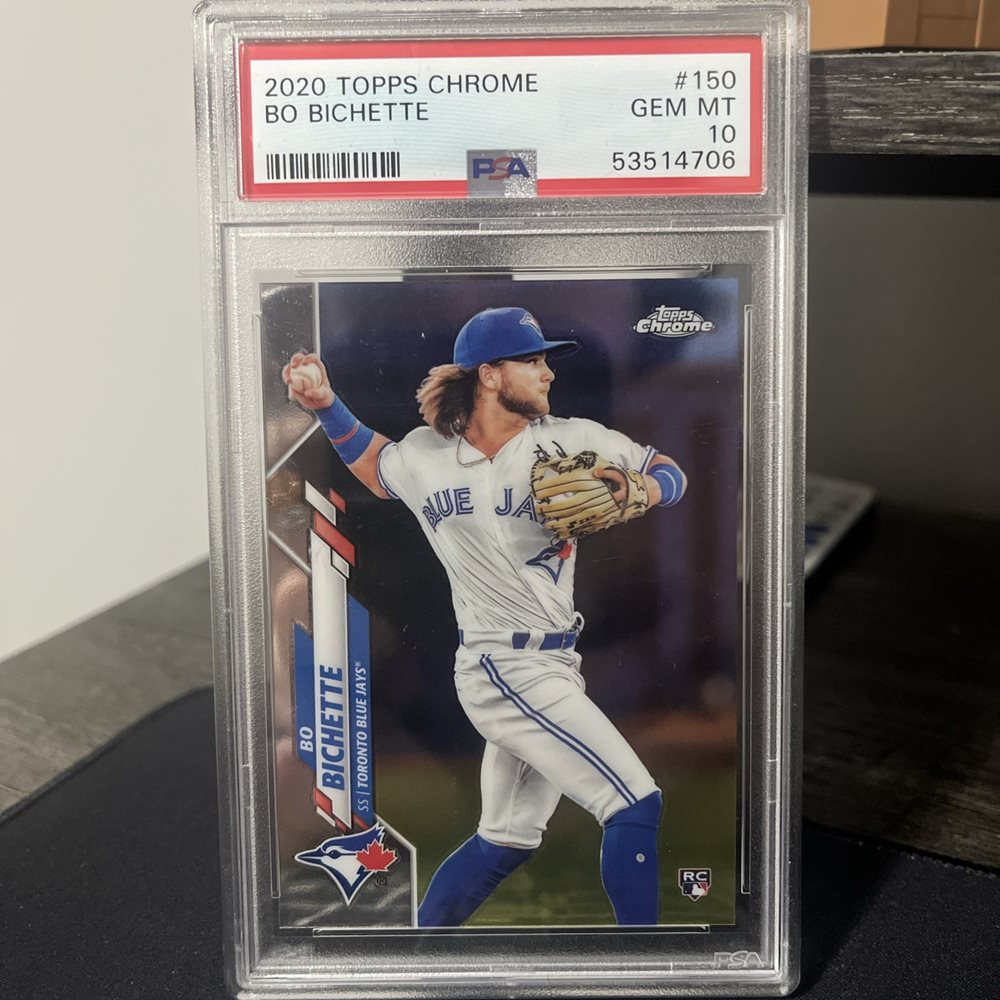 2020 TOPPS CHROME #150
BO BICHETTE GEM MT
10
PSA 53514706
Topps
Chrome
BLUE JA
BO
BICHETTE
SS | TORONTO BLUE JAYS®
®
RC
PSA